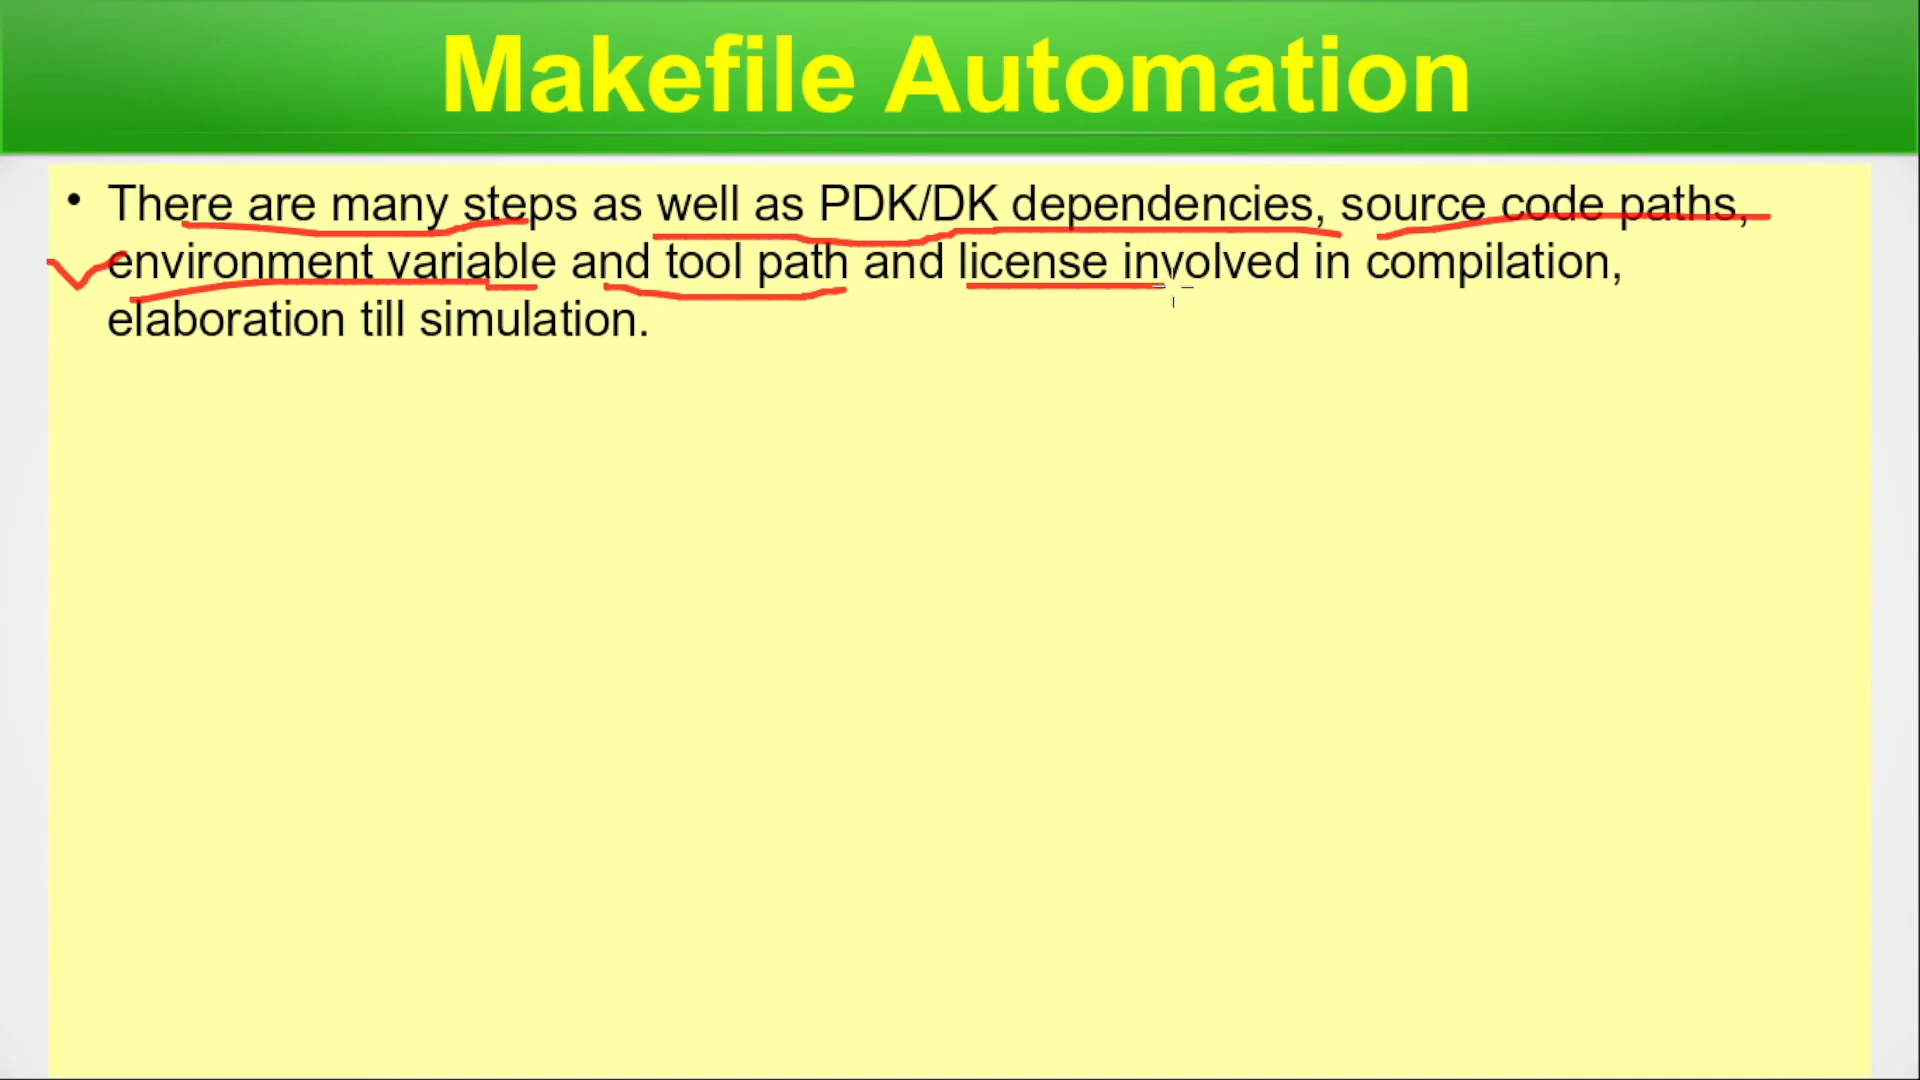 Makefile Automation
• There are many steps as well as PDK/DK dependencies, source code paths,
environment variable and tool path and license involved in compilation,
elaboration till simulation.